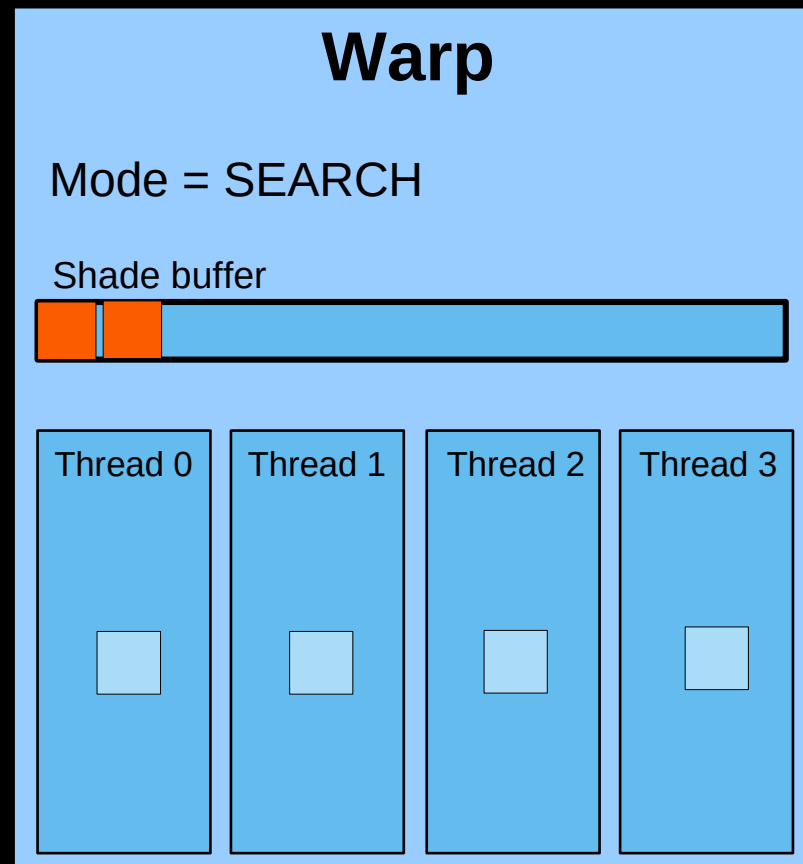 Warp
Mode = SEARCH
Shade buffer
Thread 0 Thread 1 Thread 2 Thread 3